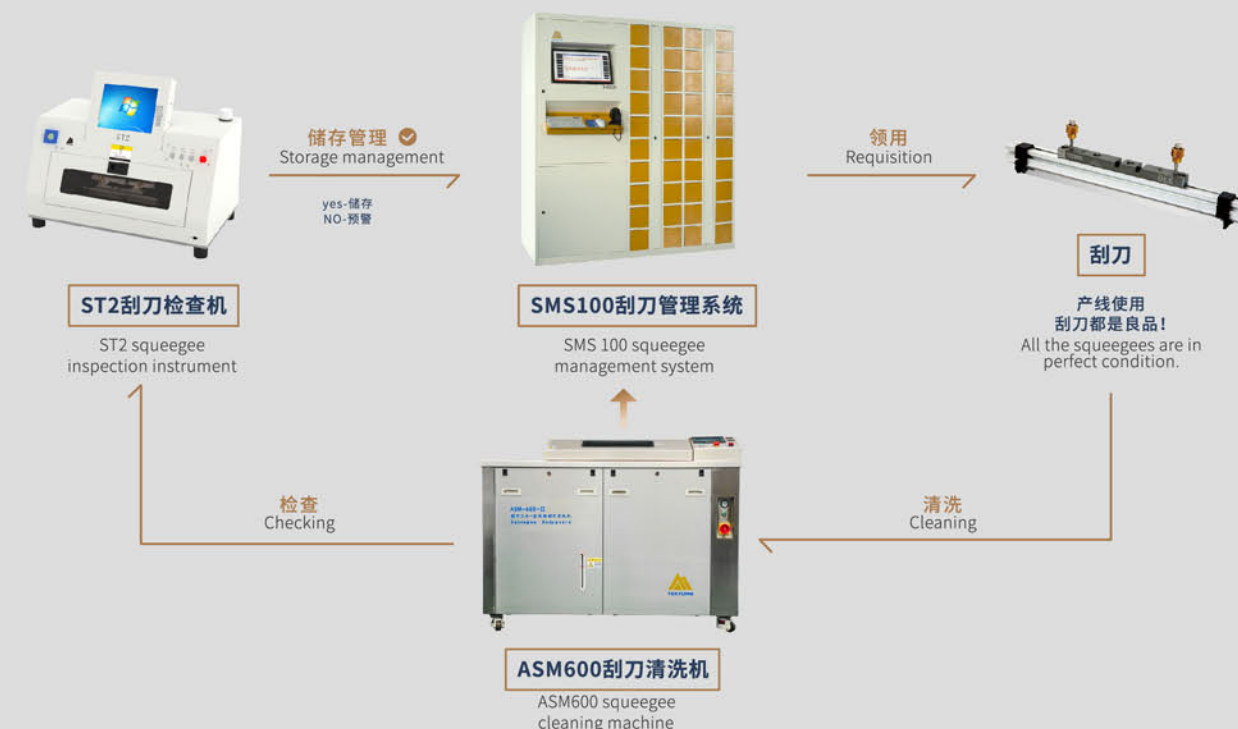 储存管理
Storage management
yes-储存
NO-预警
领用
Requisition
ST2
ST2刮刀检查机
ST2 squeegee
inspection instrument
SMS100刮刀管理系统
SMS 100 squeegee
management system
刮刀
产线使用
刮刀都是良品！
All the squeegees are in
perfect condition.
检查
Checking
清洗
Cleaning
ASM600刮刀清洗机
ASM600 squeegee
cleaning machine